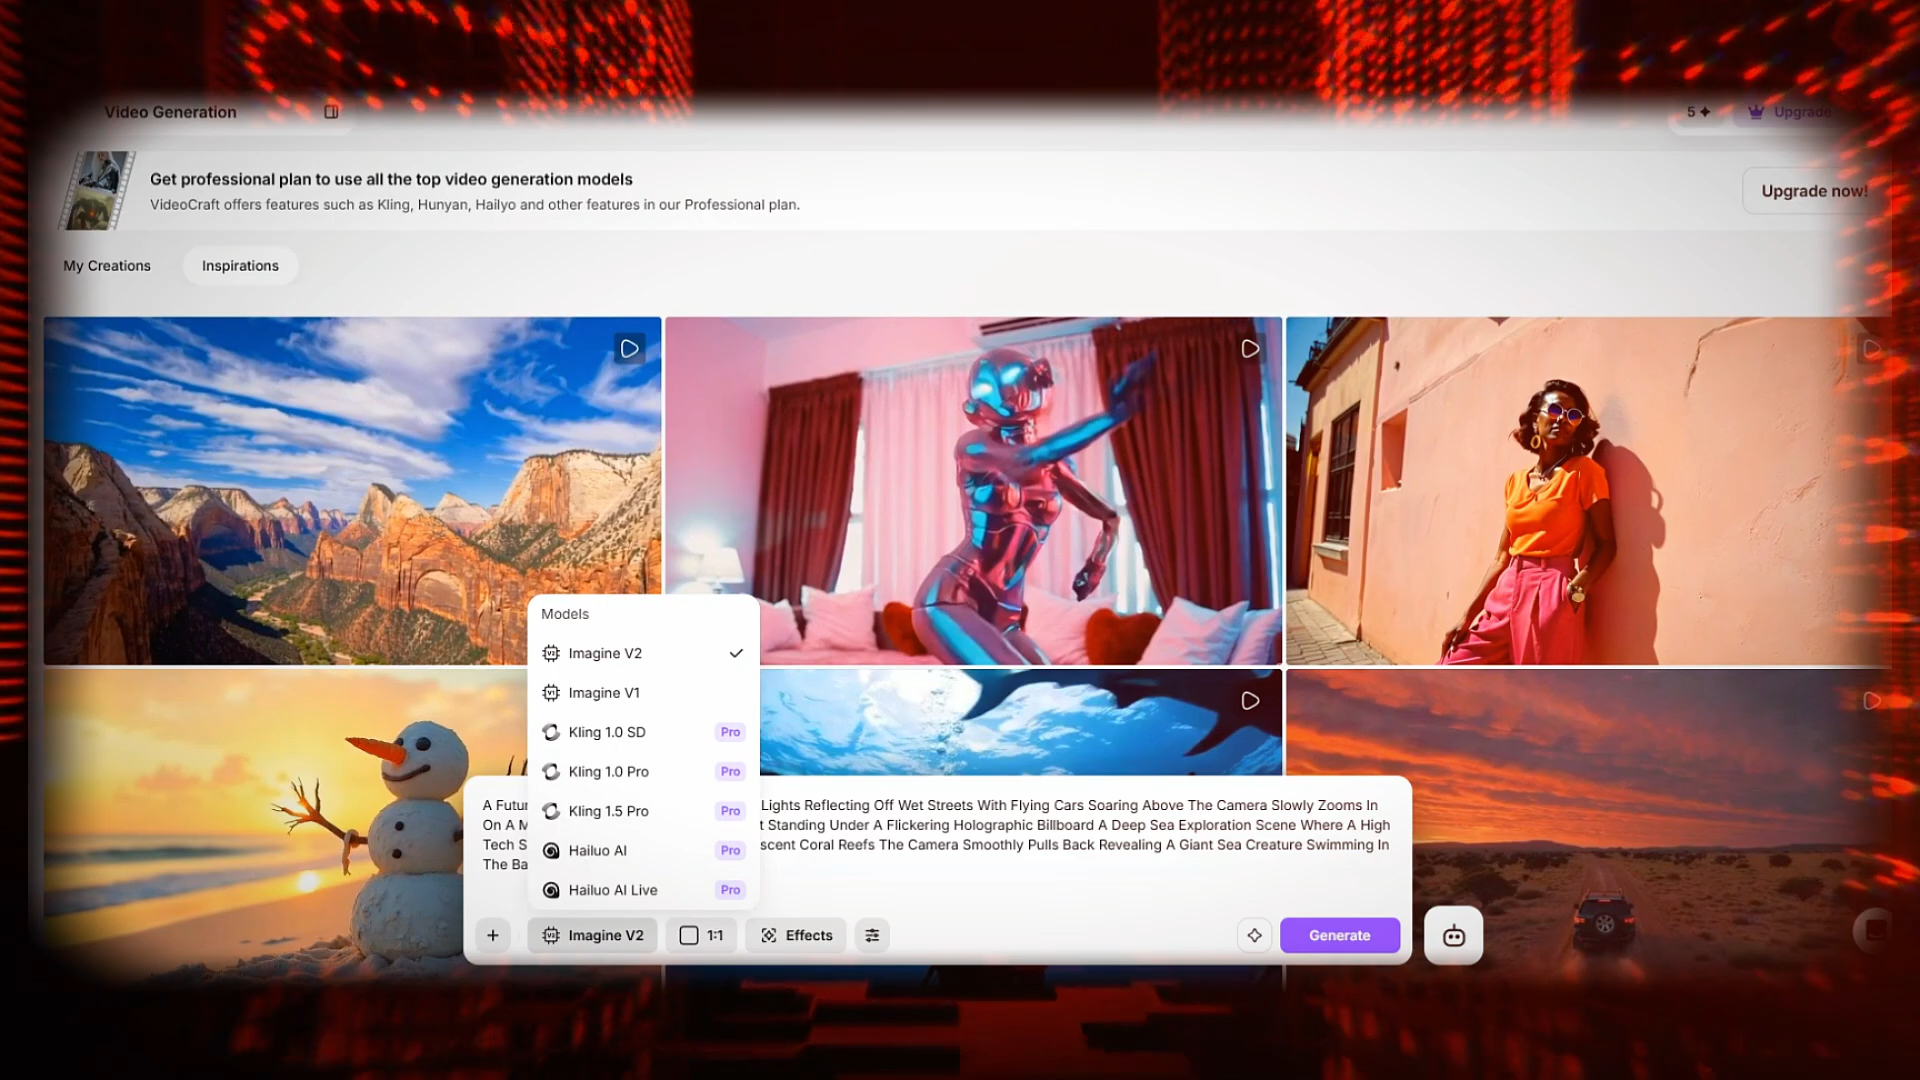 Video Generation
5
Upgrade
Get professional plan to use all the top video generation models
VideoCraft offers features such as Kling, Hunyan, Hailyo and other features in our Professional plan.
Upgrade now!
My Creations
Inspirations
Models
Imagine V2
Imagine V1
Kling 1.0 SD Pro
Kling 1.0 Pro Pro
Kling 1.5 Pro Pro
Hailuo AI Pro
Hailuo AI Live Pro
A Futur Lights Reflecting Off Wet Streets With Flying Cars Soaring Above The Camera Slowly Zooms In
On A M t Standing Under A Flickering Holographic Billboard A Deep Sea Exploration Scene Where A High
Tech S scent Coral Reefs The Camera Smoothly Pulls Back Revealing A Giant Sea Creature Swimming In
The Ba
Imagine V2
1:1
Effects
Generate